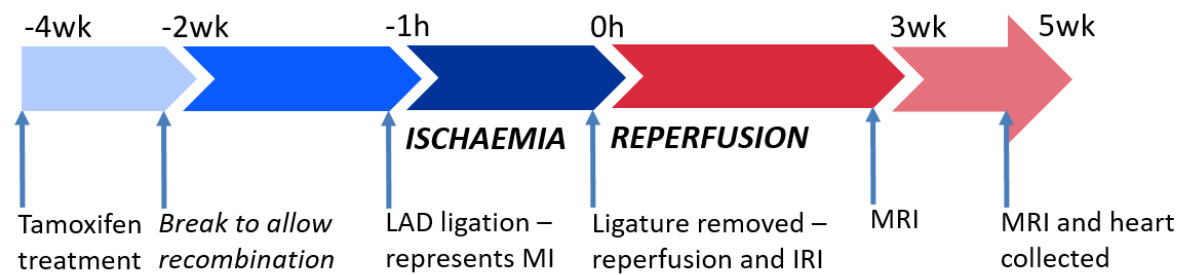 -4wk -2wk -1h 0h 3wk 5wk
ISCHAEMIA REPERFUSION
Tamoxifen
treatment
Break to allow
recombination
LAD ligation –
represents MI
Ligature removed –
reperfusion and IRI
MRI
MRI and heart
collected